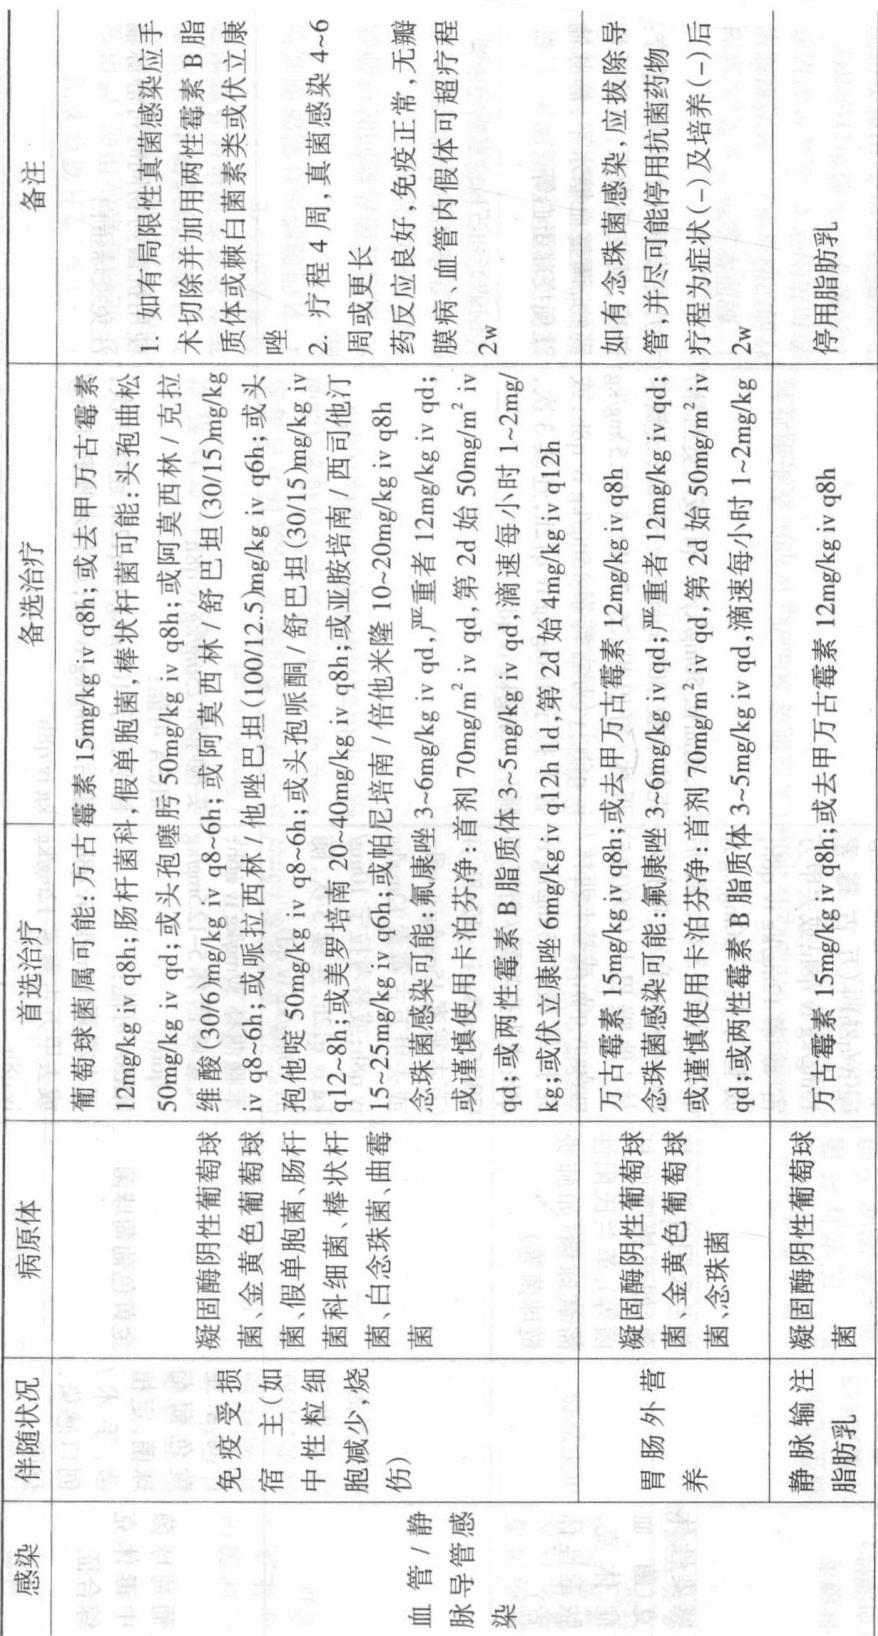 感染
伴随状况
病原体
首选治疗
备选治疗
备注
血管/静
脉导管感
染
免疫受损
宿主(如
中性粒细
胞减少,烧
伤)
凝固酶阴性葡萄球
菌、金黄色葡萄球
菌、假单胞菌、肠杆
菌科细菌、棒状杆
菌、白念珠菌、曲霉
菌
葡萄球菌属可能:万古霉素 15mg/kg iv q8h;或去甲万古霉素
12mg/kg iv q8h;肠杆菌科,假单胞菌,棒状杆菌可能:头孢曲松
50mg/kg iv qd;或头孢噻肟 50mg/kg iv q8h;或阿莫西林/克拉
维酸(30/6)mg/kg iv q8~6h;或阿莫西林/舒巴坦(30/15)mg/kg
iv q8~6h;或哌拉西林/他唑巴坦(100/12.5)mg/kg iv q6h;或头
孢他啶 50mg/kg iv q8~6h;或头孢哌酮/舒巴坦(30/15)mg/kg iv
q12~8h;或美罗培南 20~40mg/kg iv q8h;或亚胺培南/西司他汀
15~25mg/kg iv q6h;或帕尼培南/倍他米隆 10~20mg/kg iv q8h
念珠菌感染可能:氟康唑 3~6mg/kg iv qd,严重者 12mg/kg iv qd;
或谨慎使用卡泊芬净:首剂 70mg/m² iv qd,第 2d 始 50mg/m² iv
qd;或两性霉素 B 脂质体 3~5mg/kg iv qd,滴速每小时 1~2mg/
kg;或伏立康唑 6mg/kg iv q12h 1d,第 2d 始 4mg/kg iv q12h
1. 如有局限性真菌感染应手
术切除并加用两性霉素 B 脂
质体或棘白菌素类或伏立康
唑
2. 疗程 4 周,真菌感染 4~6
周或更长
药反应良好,免疫正常,无瓣
膜病、血管内假体可超疗程
2w
胃肠外营
养
凝固酶阴性葡萄球
菌、金黄色葡萄球
菌、念珠菌
万古霉素 15mg/kg iv q8h;或去甲万古霉素 12mg/kg iv q8h
念珠菌感染可能:氟康唑 3~6mg/kg iv qd;严重者 12mg/kg iv qd;
或谨慎使用卡泊芬净:首剂 70mg/m² iv qd,第 2d 始 50mg/m² iv
qd;或两性霉素 B 脂质体 3~5mg/kg iv qd,滴速每小时 1~2mg/kg
如有念珠菌感染,应拔除导
管,并尽可能停用抗菌药物
疗程为症状(-)及培养(-)后
2w
静脉输注
脂肪乳
凝固酶阴性葡萄球
菌
万古霉素 15mg/kg iv q8h;或去甲万古霉素 12mg/kg iv q8h
停用脂肪乳